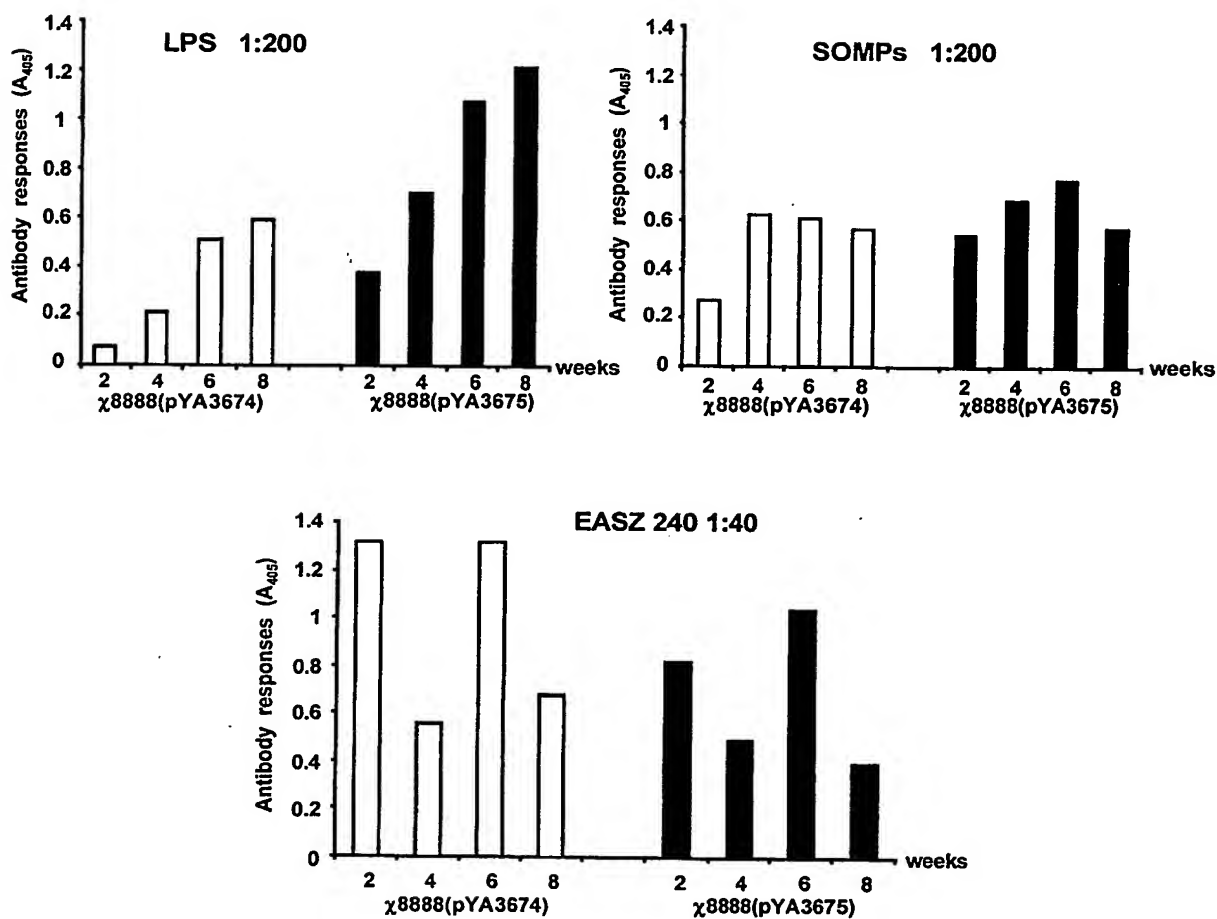 LPS 1:200
Antibody responses (A405)
1.4
1.2
1
0.8
0.6
0.4
0.2
0
2 4 6 8 2 4 6 8 weeks
χ8888(pYA3674) χ8888(pYA3675)
SOMPs 1:200
Antibody responses (A405)
1.4
1.2
1
0.8
0.6
0.4
0.2
0
2 4 6 8 2 4 6 8 weeks
χ8888(pYA3674) χ8888(pYA3675)
EASZ 240 1:40
Antibody responses (A405)
1.4
1.2
1
0.8
0.6
0.4
0.2
0
2 4 6 8 2 4 6 8 weeks
χ8888(pYA3674) χ8888(pYA3675)